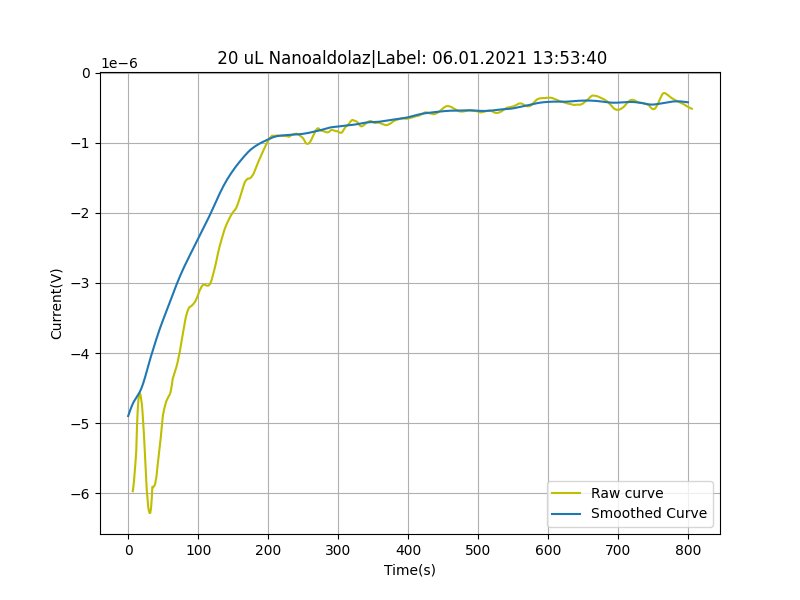 20 uL Nanoaldolaz|Label: 06.01.2021 13:53:40
1e−6
0
−1
−2
−3
−4
−5
−6
Current(V)
0 100 200 300 400 500 600 700 800
Time(s)
Raw curve
Smoothed Curve